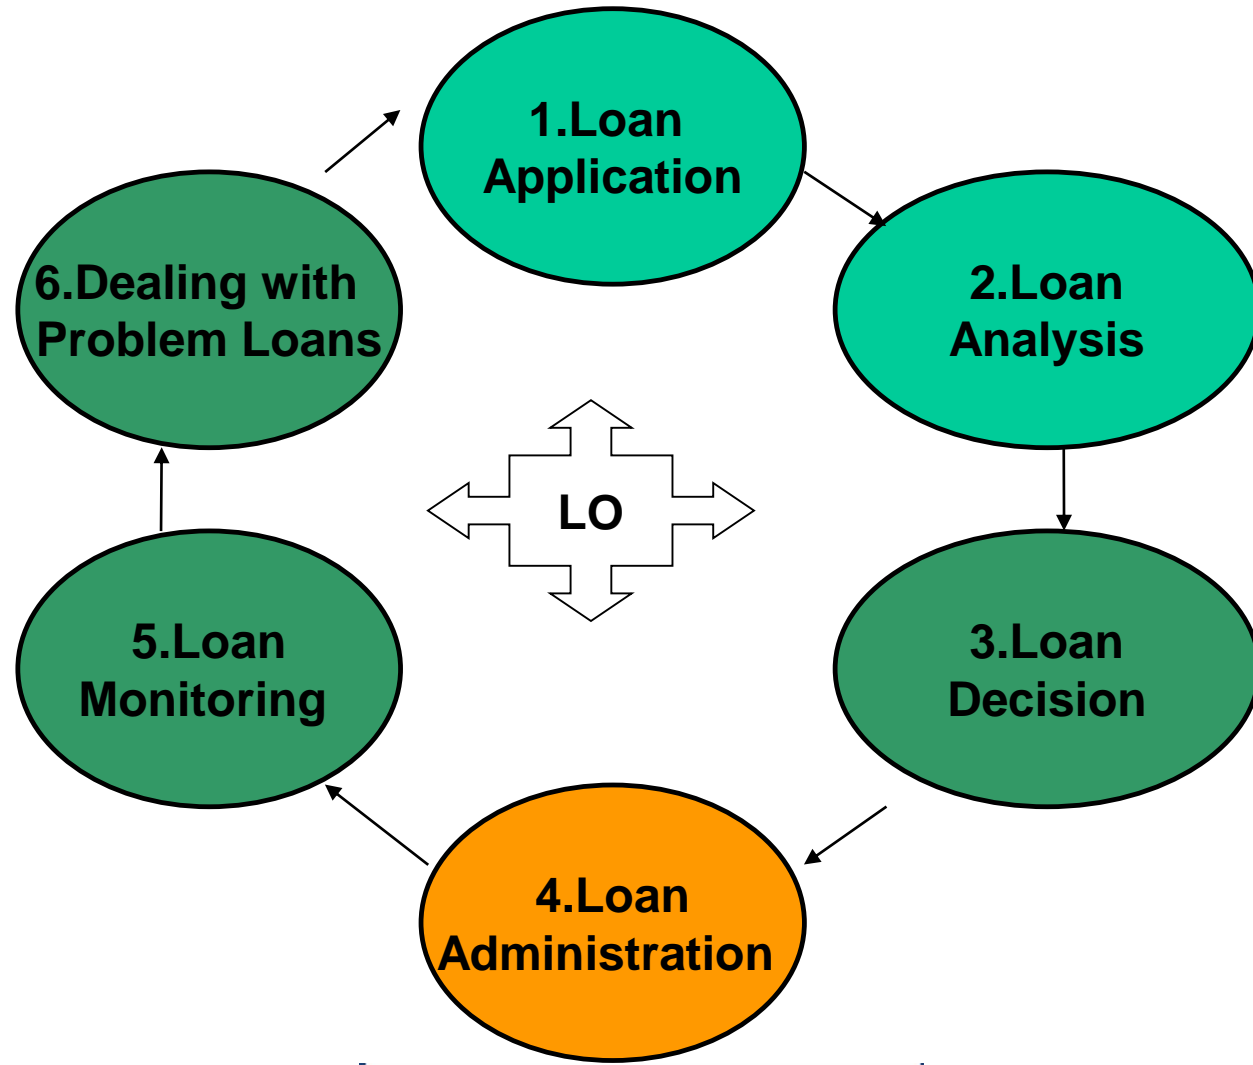 1.Loan
Application
2.Loan
Analysis
3.Loan
Decision
4.Loan
Administration
5.Loan
Monitoring
6.Dealing with
Problem Loans
LO